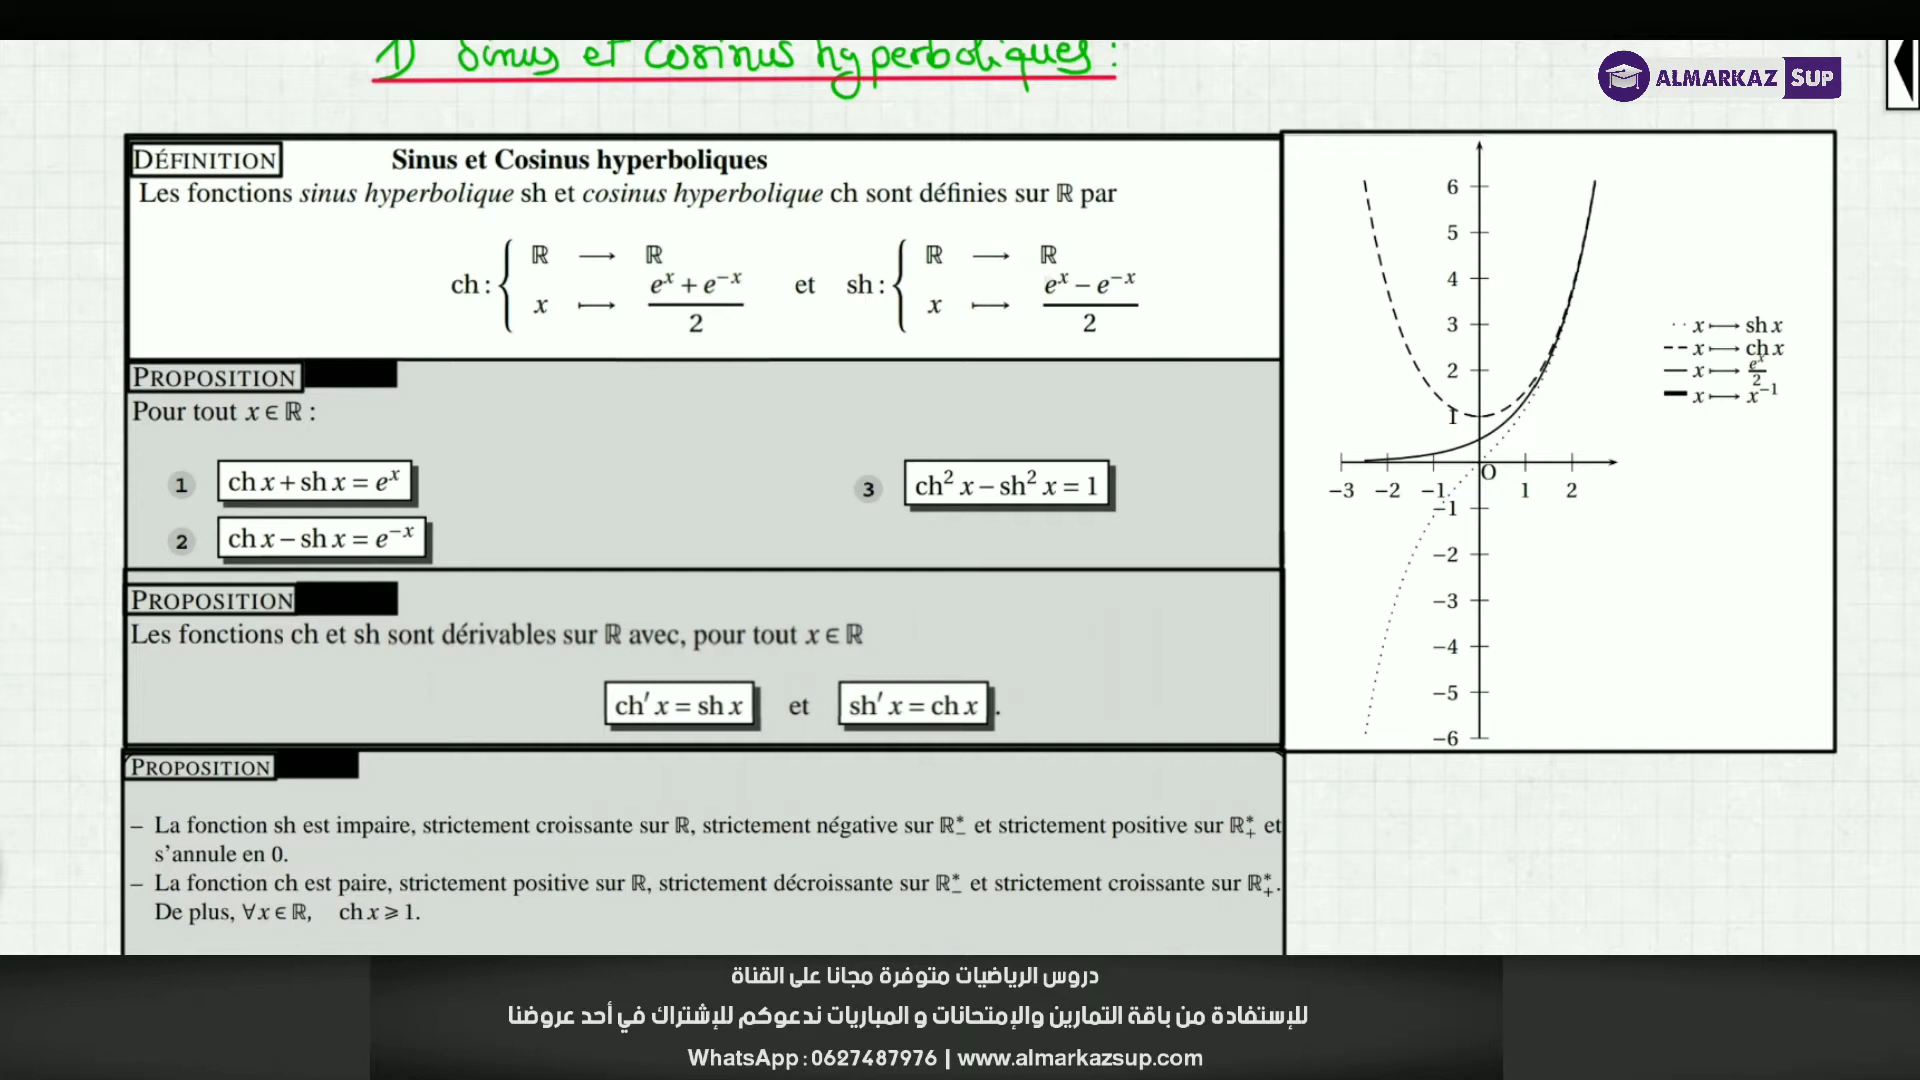 1) Sinus et Cosinus hyperboliques :
ALMARKAZ SUP
DÉFINITION Sinus et Cosinus hyperboliques
Les fonctions sinus hyperbolique sh et cosinus hyperbolique ch sont définies sur ℝ par
ch : { ℝ ⟶ ℝ
x ⟼ (eˣ + e⁻ˣ)/2
et sh : { ℝ ⟶ ℝ
x ⟼ (eˣ − e⁻ˣ)/2
PROPOSITION
Pour tout x ∈ ℝ :
1 ch x + sh x = eˣ
2 ch x − sh x = e⁻ˣ
3 ch² x − sh² x = 1
PROPOSITION
Les fonctions ch et sh sont dérivables sur ℝ avec, pour tout x ∈ ℝ
ch′ x = sh x et sh′ x = ch x .
PROPOSITION
– La fonction sh est impaire, strictement croissante sur ℝ, strictement négative sur ℝ*₋ et strictement positive sur ℝ*₊ et
s'annule en 0.
– La fonction ch est paire, strictement positive sur ℝ, strictement décroissante sur ℝ*₋ et strictement croissante sur ℝ*₊.
De plus, ∀x ∈ ℝ, ch x ⩾ 1.
6
5
4
3
2
1
O
−3 −2 −1 1 2
−1
−2
−3
−4
−5
−6
x ⟼ sh x
x ⟼ ch x
x ⟼ eˣ/2
x ⟼ x⁻¹
دروس الرياضيات متوفرة مجانا على القناة
للإستفادة من باقة التمارين والإمتحانات و المباريات ندعوكم للإشتراك في أحد عروضنا
WhatsApp : 0627487976 | www.almarkazsup.com